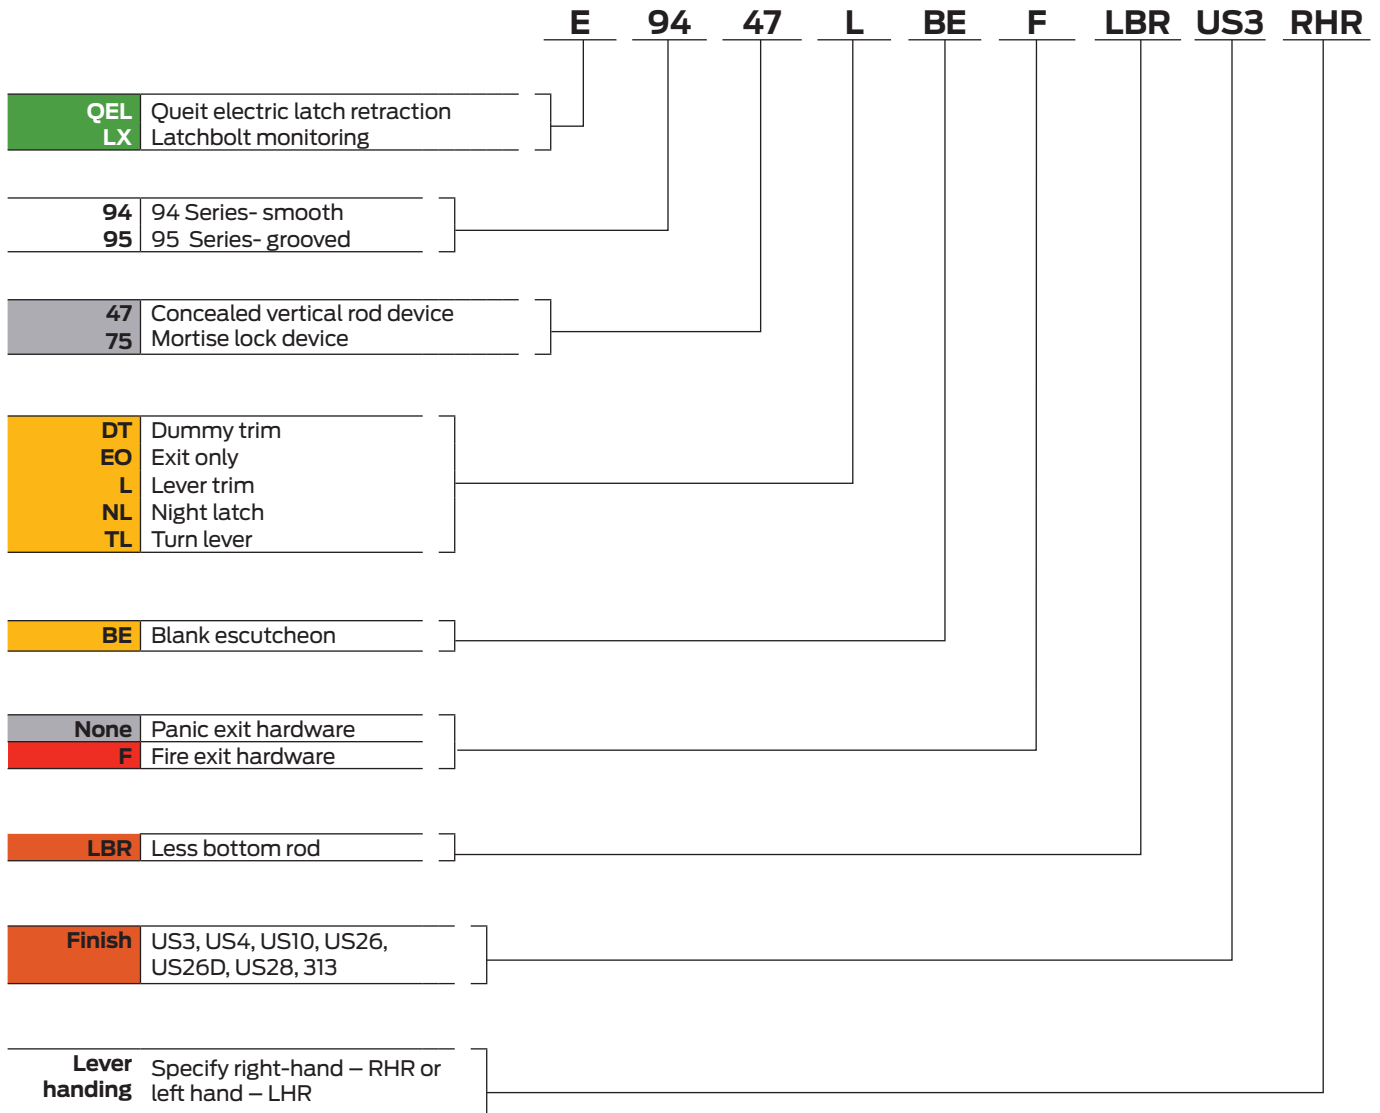 E 94 47 L BE F LBR US3 RHR
QEL Queit electric latch retraction
LX Latchbolt monitoring
94 94 Series- smooth
95 95 Series- grooved
47 Concealed vertical rod device
75 Mortise lock device
DT Dummy trim
EO Exit only
L Lever trim
NL Night latch
TL Turn lever
BE Blank escutcheon
None Panic exit hardware
F Fire exit hardware
LBR Less bottom rod
Finish US3, US4, US10, US26,
US26D, US28, 313
Lever Specify right-hand – RHR or
handing left hand – LHR